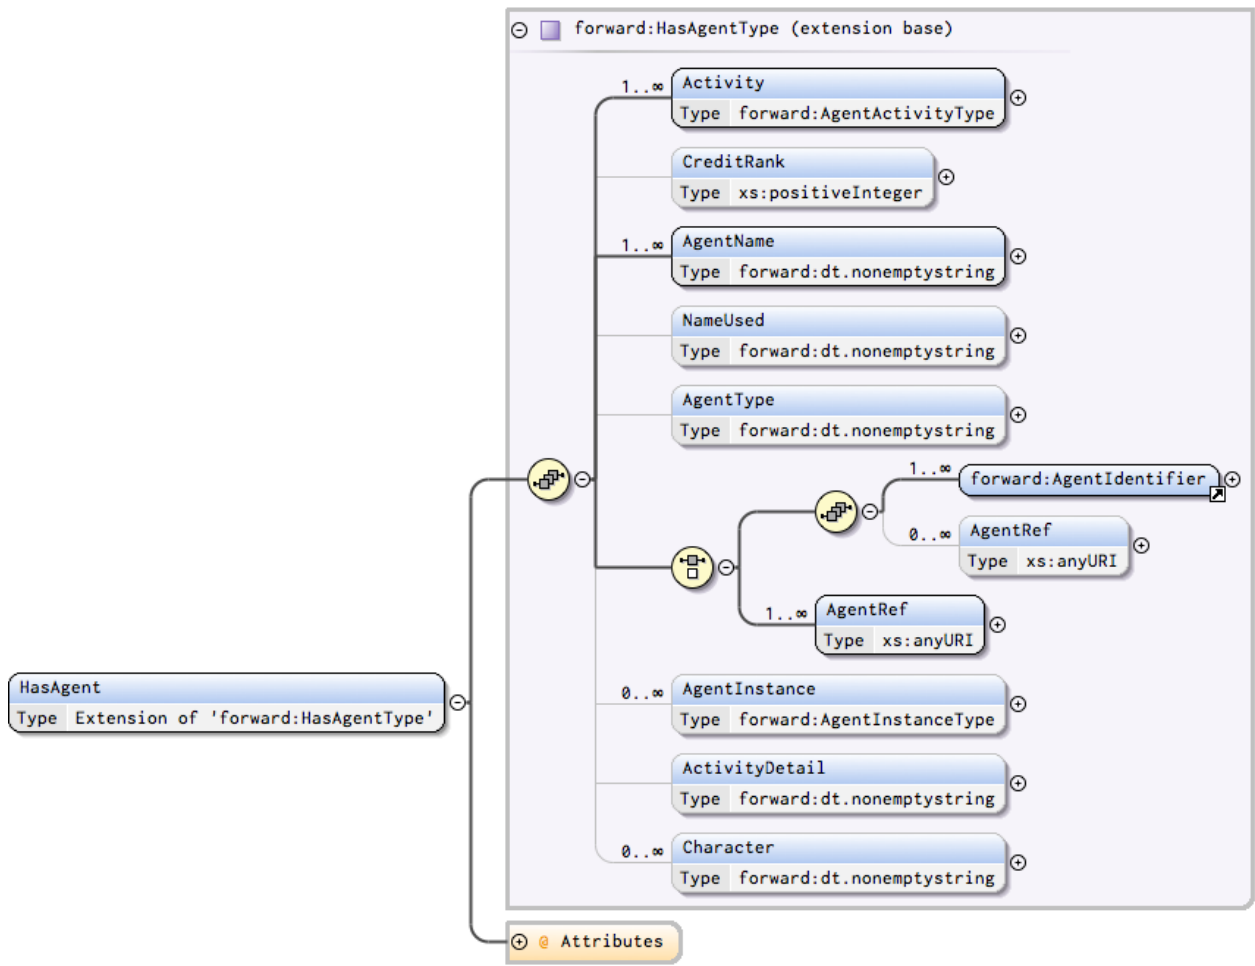 forward:HasAgentType (extension base)
1..∞
Activity
Type forward:AgentActivityType
CreditRank
Type xs:positiveInteger
1..∞
AgentName
Type forward:dt.nonemptystring
NameUsed
Type forward:dt.nonemptystring
AgentType
Type forward:dt.nonemptystring
1..∞
forward:AgentIdentifier
0..∞
AgentRef
Type xs:anyURI
1..∞
AgentRef
Type xs:anyURI
HasAgent
Type Extension of 'forward:HasAgentType'
0..∞
AgentInstance
Type forward:AgentInstanceType
ActivityDetail
Type forward:dt.nonemptystring
0..∞
Character
Type forward:dt.nonemptystring
@ Attributes